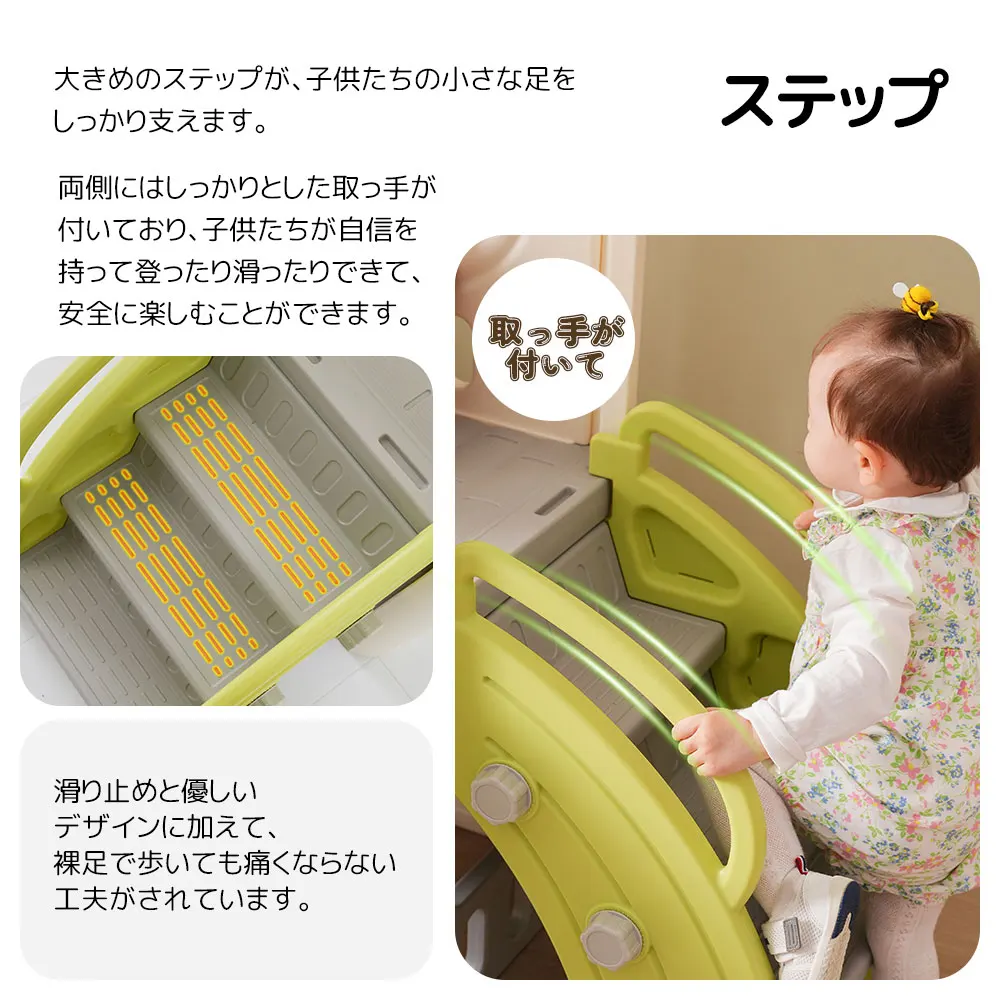 ステップ
大きめのステップが、子供たちの小さな足を
しっかり支えます。
両側にはしっかりとした取っ手が
付いており、子供たちが自信を
持って登ったり滑ったりできて、
安全に楽しむことができます。
取っ手が
付いて
滑り止めと優しい
デザインに加えて、
裸足で歩いても痛くならない
工夫がされています。